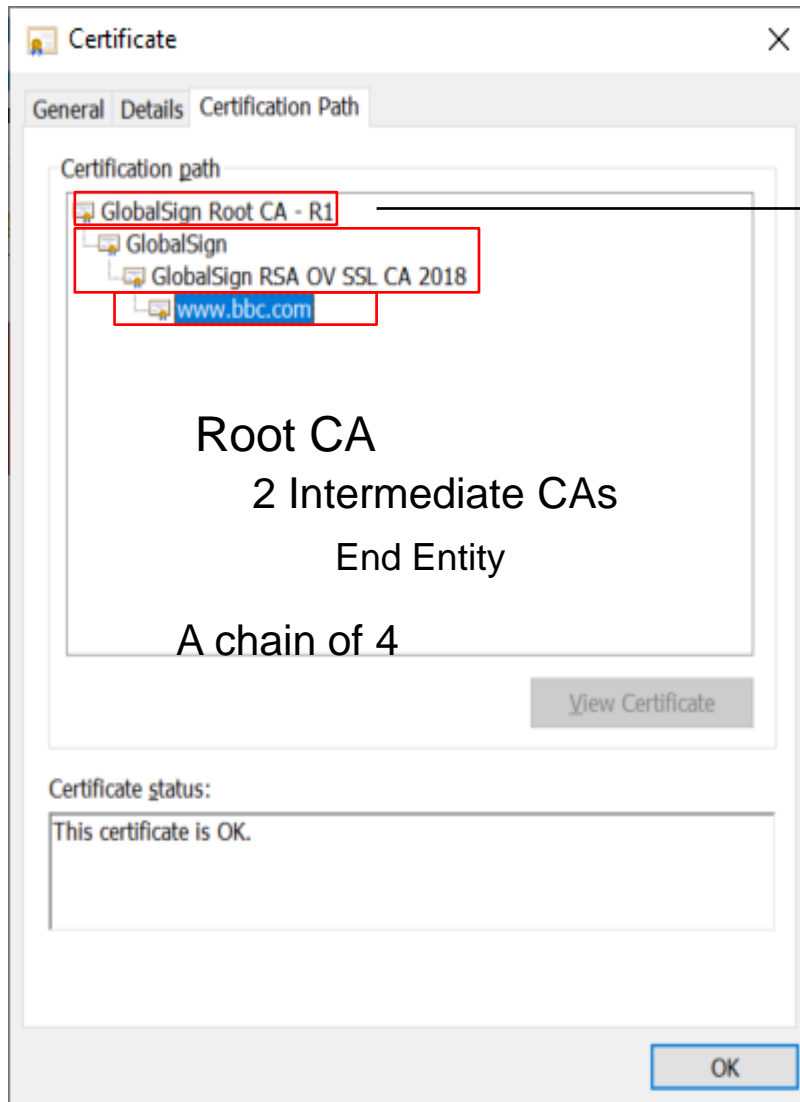 Certificate
General Details Certification Path
Certification path
GlobalSign Root CA - R1
GlobalSign
GlobalSign RSA OV SSL CA 2018
www.bbc.com
Root CA
2 Intermediate CAs
End Entity
A chain of 4
View Certificate
Certificate status:
This certificate is OK.
OK